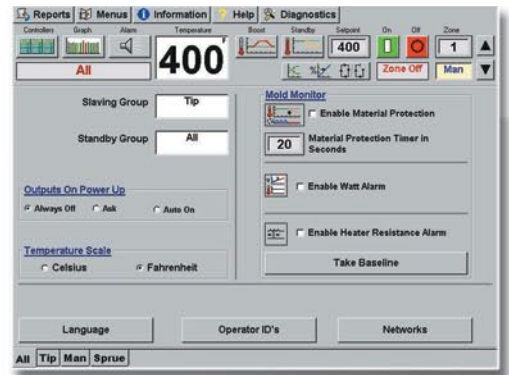 Reports Menus Information Help Diagnostics
Controllers Graph Alarm Temperature Boost Standby Setpoint On Off Zone
400 F 400 1
All Zone Off Man
Slaving Group Tip
Standby Group All
Outputs On Power Up
Always Off Ask Auto On
Temperature Scale
Celsius Fahrenheit
Mold Monitor
Enable Material Protection
20 Material Protection Timer in
Seconds
Enable Watt Alarm
Enable Heater Resistance Alarm
Take Baseline
Language Operator ID's Networks
All Tip Man Sprue